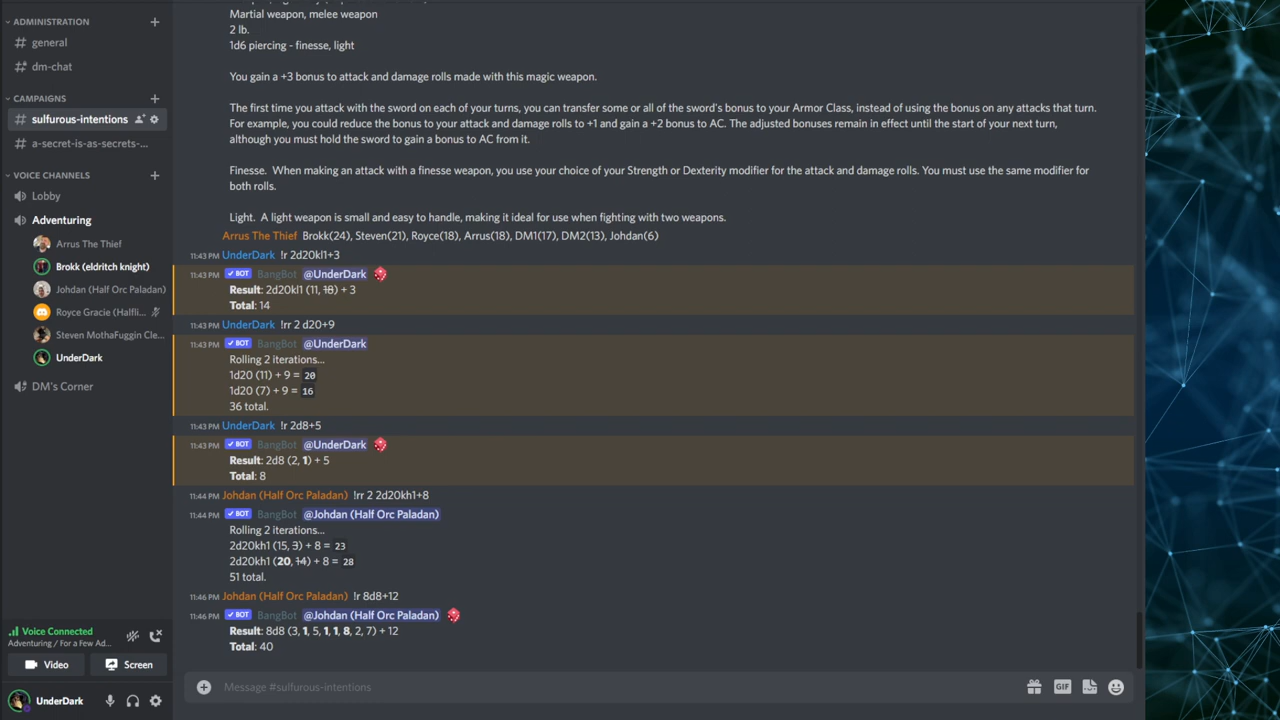 ADMINISTRATION
general
dm-chat
CAMPAIGNS
sulfurous-intentions
a-secret-is-as-secrets-...
VOICE CHANNELS
Lobby
Adventuring
Arrus The Thief
Brokk (eldritch knight)
Johdan (Half Orc Paladan)
Royce Gracie (Halfli...
Steven MothaFuggin Cle...
UnderDark
DM's Corner
Voice Connected
Adventuring / For a Few Ad...
Video
Screen
UnderDark
Martial weapon, melee weapon
2 lb.
1d6 piercing - finesse, light
You gain a +3 bonus to attack and damage rolls made with this magic weapon.
The first time you attack with the sword on each of your turns, you can transfer some or all of the sword's bonus to your Armor Class, instead of using the bonus on any attacks that turn.
For example, you could reduce the bonus to your attack and damage rolls to +1 and gain a +2 bonus to AC. The adjusted bonuses remain in effect until the start of your next turn,
although you must hold the sword to gain a bonus to AC from it.
Finesse. When making an attack with a finesse weapon, you use your choice of your Strength or Dexterity modifier for the attack and damage rolls. You must use the same modifier for
both rolls.
Light. A light weapon is small and easy to handle, making it ideal for use when fighting with two weapons.
Arrus The Thief Brokk(24), Steven(21), Royce(18), Arrus(18), DM1(17), DM2(13), Johdan(6)
11:43 PM UnderDark !r 2d20kl1+3
11:43 PM ✓ BOT BangBot @UnderDark
Result: 2d20kl1 (11, 18) + 3
Total: 14
11:43 PM UnderDark !rr 2 d20+9
11:43 PM ✓ BOT BangBot @UnderDark
Rolling 2 iterations...
1d20 (11) + 9 = 20
1d20 (7) + 9 = 16
36 total.
11:43 PM UnderDark !r 2d8+5
11:43 PM ✓ BOT BangBot @UnderDark
Result: 2d8 (2, 1) + 5
Total: 8
11:44 PM Johdan (Half Orc Paladan) !rr 2 2d20kh1+8
11:44 PM ✓ BOT BangBot @Johdan (Half Orc Paladan)
Rolling 2 iterations...
2d20kh1 (15, 3) + 8 = 23
2d20kh1 (20, 14) + 8 = 28
51 total.
11:46 PM Johdan (Half Orc Paladan) !r 8d8+12
11:46 PM ✓ BOT BangBot @Johdan (Half Orc Paladan)
Result: 8d8 (3, 1, 5, 1, 1, 8, 2, 7) + 12
Total: 40
Message #sulfurous-intentions
GIF